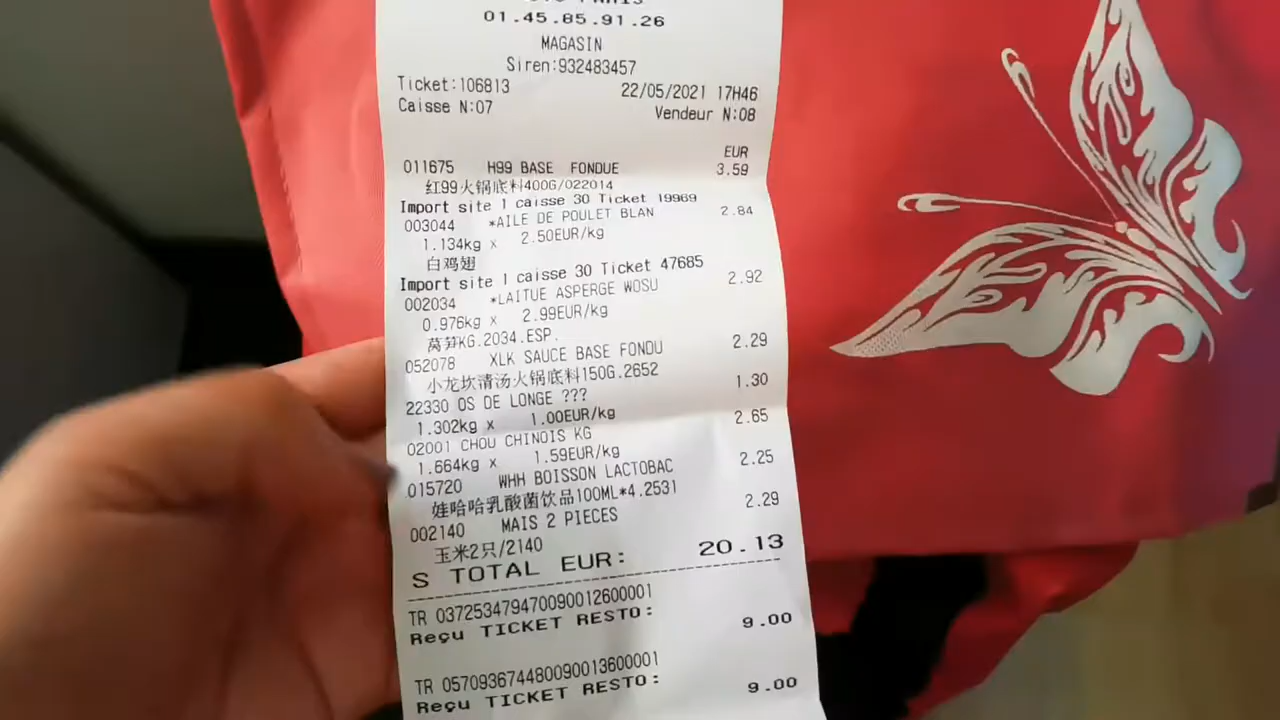 01.45.85.91.26
MAGASIN
Siren:932483457
Ticket:106813 22/05/2021 17H46
Caisse N:07 Vendeur N:08
EUR
011675 H99 BASE FONDUE 3.59
红99火锅底料400G/022014
Import site 1 caisse 30 Ticket 19969
003044 *AILE DE POULET BLAN 2.84
1.134kg x 2.50EUR/kg
白鸡翅
Import site 1 caisse 30 Ticket 47685
002034 *LAITUE ASPERGE WOSU 2.92
0.976kg x 2.99EUR/kg
莴笋KG.2034.ESP.
052078 XLK SAUCE BASE FONDU 2.29
小龙坎清汤火锅底料150G.2652
22330 OS DE LONGE ??? 1.30
1.302kg x 1.00EUR/kg
02001 CHOU CHINOIS KG 2.65
1.664kg x 1.59EUR/kg
015720 WHH BOISSON LACTOBAC 2.25
娃哈哈乳酸菌饮品100ML*4.2531
002140 MAIS 2 PIECES 2.29
玉米2只/2140
S TOTAL EUR: 20.13
TR 037253479470090012600001
Reçu TICKET RESTO: 9.00
TR 057093674480090013600001
Reçu TICKET RESTO: 9.00